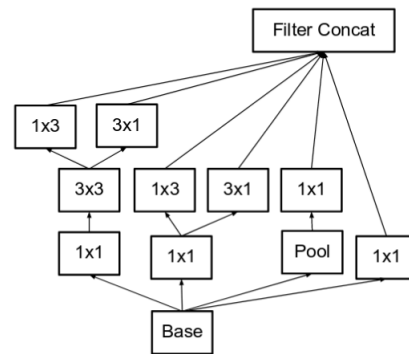 Filter Concat
1x3 3x1
3x3 1x3 3x1 1x1
1x1 1x1 Pool 1x1
Base